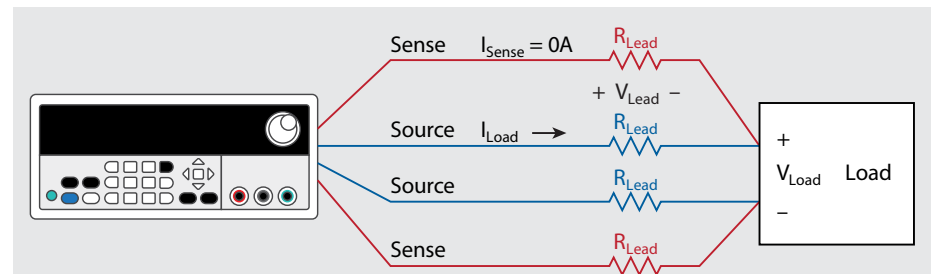 Sense I_Sense = 0A R_Lead
+ V_Lead –
Source I_Load → R_Lead
+
V_Load Load
Source R_Lead
–
Sense R_Lead